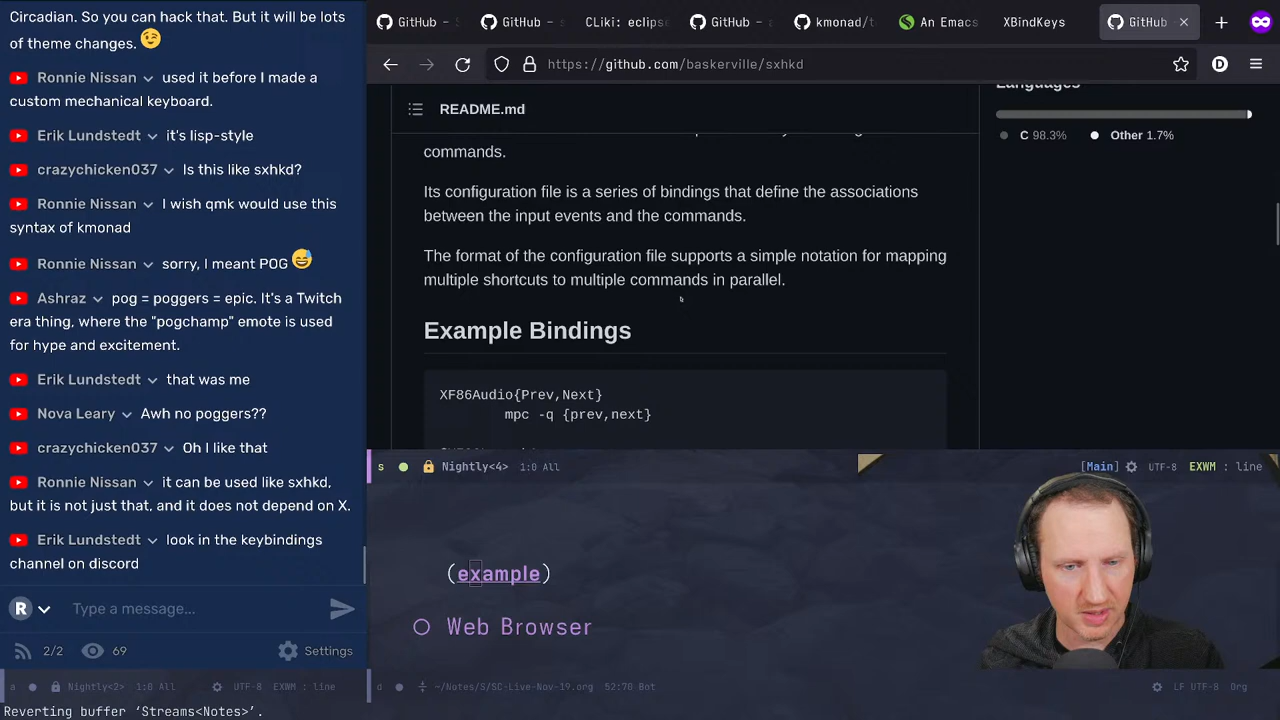 Circadian. So you can hack that. But it will be lots
of theme changes. 😉
Ronnie Nissan used it before I made a
custom mechanical keyboard.
Erik Lundstedt it's lisp-style
crazychicken037 Is this like sxhkd?
Ronnie Nissan I wish qmk would use this
syntax of kmonad
Ronnie Nissan sorry, I meant POG 😅
Ashraz pog = poggers = epic. It's a Twitch
era thing, where the "pogchamp" emote is used
for hype and excitement.
Erik Lundstedt that was me
Nova Leary Awh no poggers??
crazychicken037 Oh I like that
Ronnie Nissan it can be used like sxhkd,
but it is not just that, and it does not depend on X.
Erik Lundstedt look in the keybindings
channel on discord
R Type a message...
2/2 69 Settings
a Nightly<2> 1:0 All UTF-8 EXWM : line
Reverting buffer ‘Streams<Notes>’.
GitHub - GitHub - CLiki: eclipse GitHub - kmonad/ An Emacs XBindKeys GitHub
https://github.com/baskerville/sxhkd
D
README.md
commands.
Its configuration file is a series of bindings that define the associations
between the input events and the commands.
The format of the configuration file supports a simple notation for mapping
multiple shortcuts to multiple commands in parallel.
Example Bindings
XF86Audio{Prev,Next}
mpc -q {prev,next}
Languages
C 98.3% Other 1.7%
s Nightly<4> 1:0 All [Main] UTF-8 EXWM : line
(example)
Web Browser
~/Notes/S/SC-Live-Nov-19.org 52:70 Bot LF UTF-8 Org